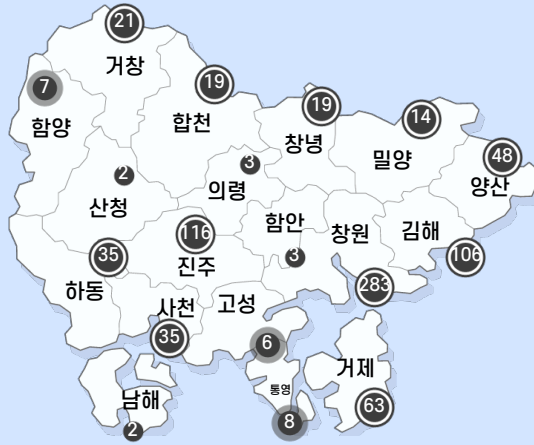 21
거창
7
함양
19
합천
19
창녕
14
밀양
48
양산
2
산청
3
의령
함안
3
창원
283
김해
106
116
진주
35
하동
사천
35
고성
6
통영
8
거제
63
남해
2